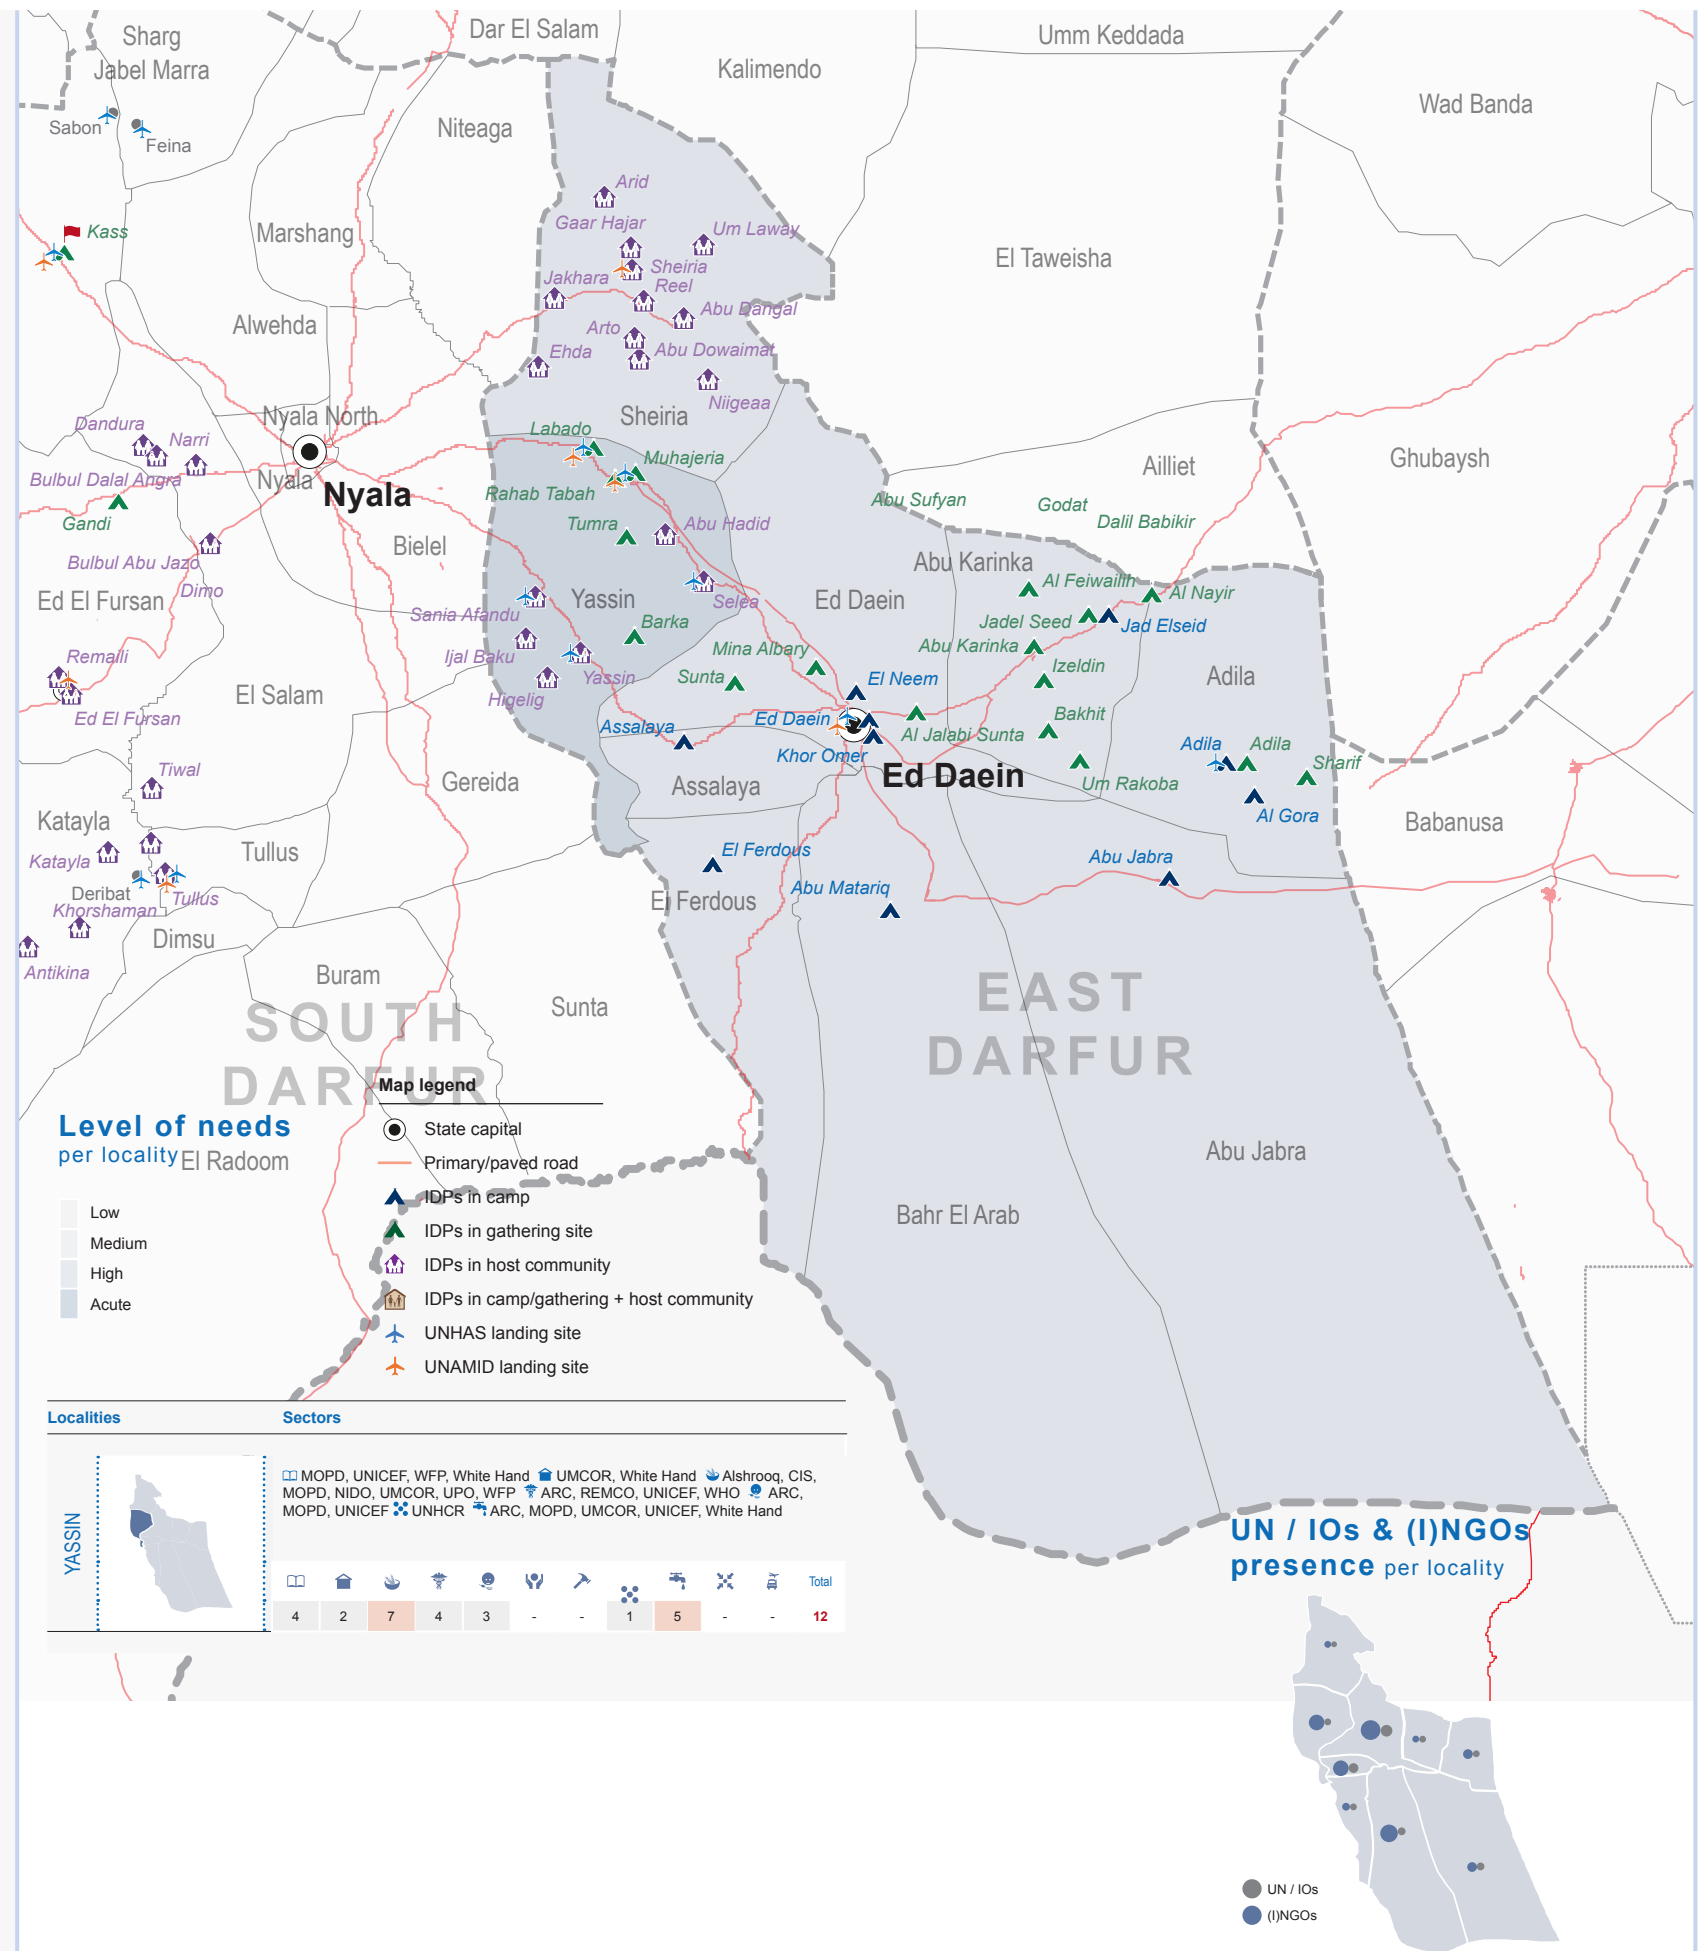 Sharg
Jabel Marra
Dar El Salam
Kalimendo
Umm Keddada
Wad Banda
Sabon
Feina
Niteaga
Kass
Marshang
Arid
Gaar Hajar
Um Laway
El Taweisha
Sheiria
Jakhara
Reel
Abu Dangal
Alwehda
Arto
Abu Dowaimat
Ehda
Niigeaa
Nyala North
Sheiria
Dandura
Narri
Labado
Muhajeria
Ailliet
Ghubaysh
Bulbul Dalal Angra
Nyala
Nyala
Rahab Tabah
Abu Sufyan
Godat
Gandi
Tumra
Abu Hadid
Dalil Babikir
Bielel
Bulbul Abu Jazo
Abu Karinka
Dimo
Al Feiwailih
Al Nayir
Ed El Fursan
Yassin
Selea
Ed Daein
Sania Afandu
Barka
Jadel Seed
Jad Elseid
Remaili
Ijal Baku
Mina Albary
Abu Karinka
Izeldin
Yassin
Sunta
El Neem
Adila
El Salam
Higelig
Ed El Fursan
Assalaya
Ed Daein
Al Jalabi Sunta
Bakhit
Khor Omer
Adila
Adila
Sharif
Tiwal
Gereida
Assalaya
Ed Daein
Um Rakoba
Al Gora
Katayla
Babanusa
Katayla
Tullus
El Ferdous
Abu Jabra
Deribat
Tullus
Abu Matariq
Khorshaman
El Ferdous
Dimsu
Antikina
Buram
Sunta
EAST
DARFUR
SOUTH
DARFUR
Map legend
Level of needs
per locality
El Radoom
State capital
Primary/paved road
IDPs in camp
IDPs in gathering site
IDPs in host community
IDPs in camp/gathering + host community
UNHAS landing site
UNAMID landing site
Low
Medium
High
Acute
Abu Jabra
Bahr El Arab
Localities
Sectors
YASSIN
MOPD, UNICEF, WFP, White Hand UMCOR, White Hand Alshrooq, CIS,
MOPD, NIDO, UMCOR, UPO, WFP ARC, REMCO, UNICEF, WHO ARC,
MOPD, UNICEF UNHCR ARC, MOPD, UMCOR, UNICEF, White Hand
Total
4 2 7 4 3 - - 1 5 - - 12
UN / IOs & (I)NGOs
presence per locality
UN / IOs
(I)NGOs